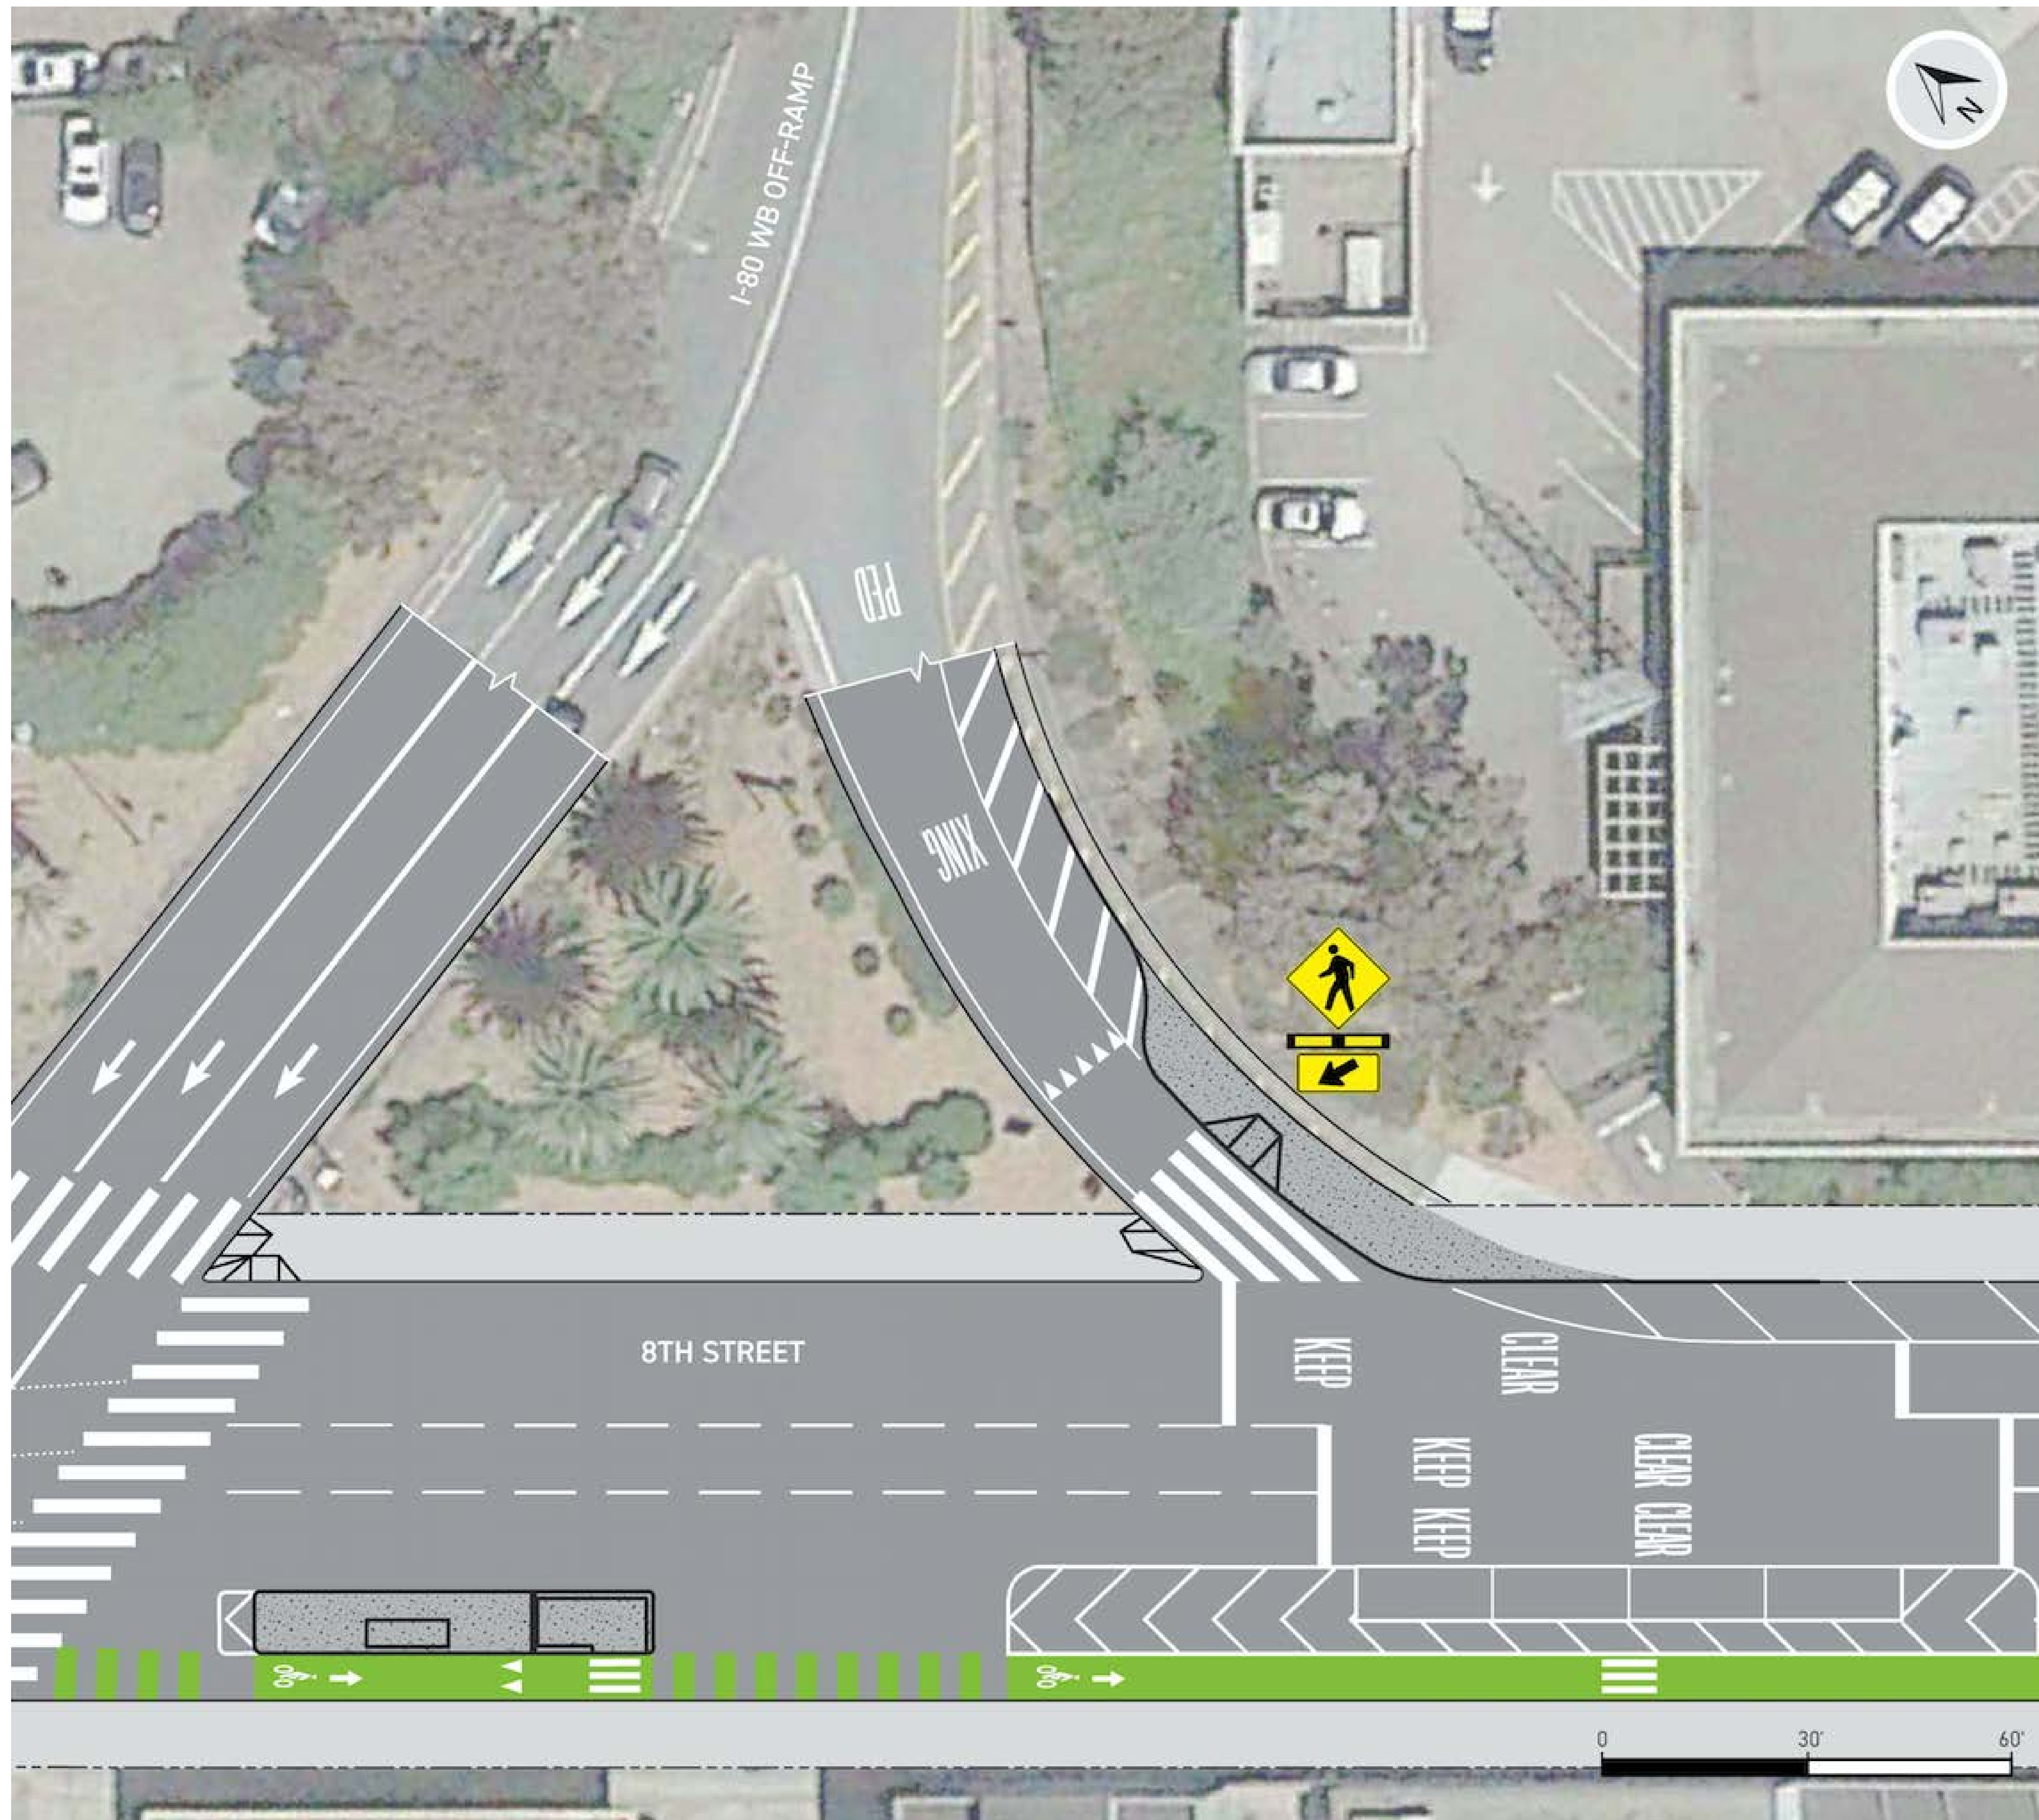 N
I-80 WB OFF-RAMP
PED
XING
8TH STREET
KEEP CLEAR
KEEP CLEAR
KEEP CLEAR
0 30' 60'